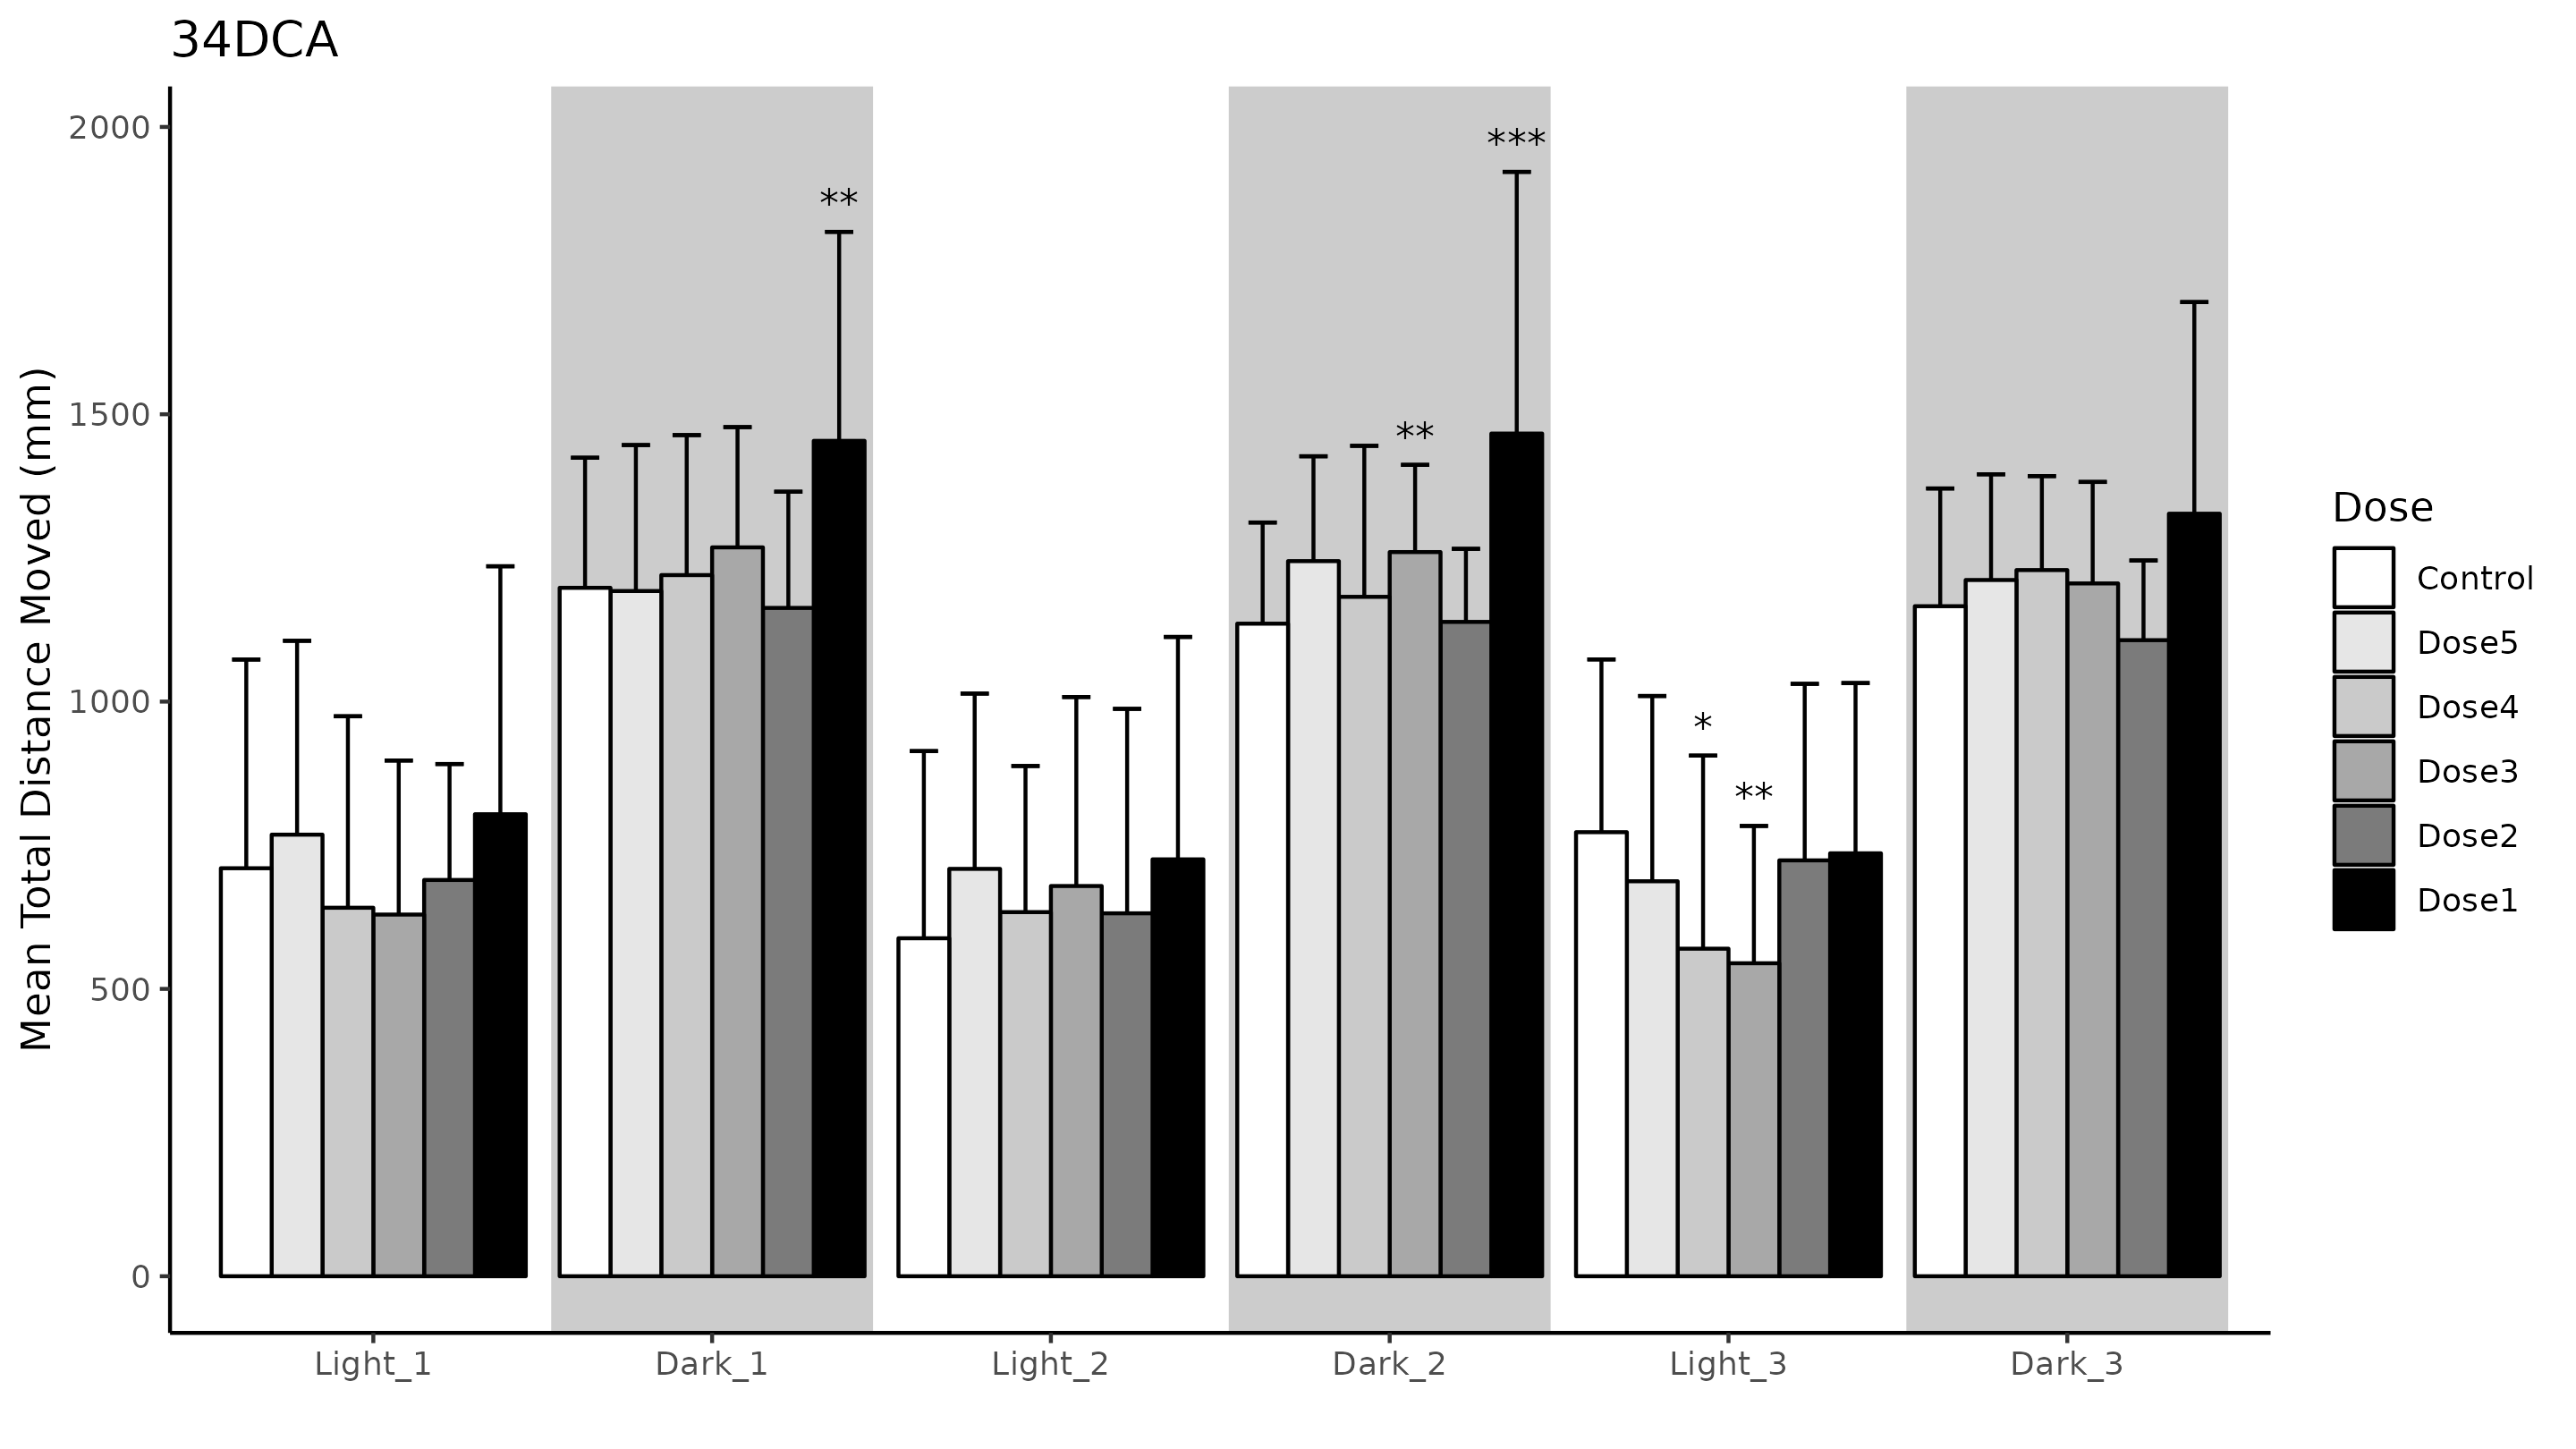 34DCA
Mean Total Distance Moved (mm)
2000
1500
1000
500
0
**
**
***
*
**
Light_1
Dark_1
Light_2
Dark_2
Light_3
Dark_3
Dose
Control
Dose5
Dose4
Dose3
Dose2
Dose1